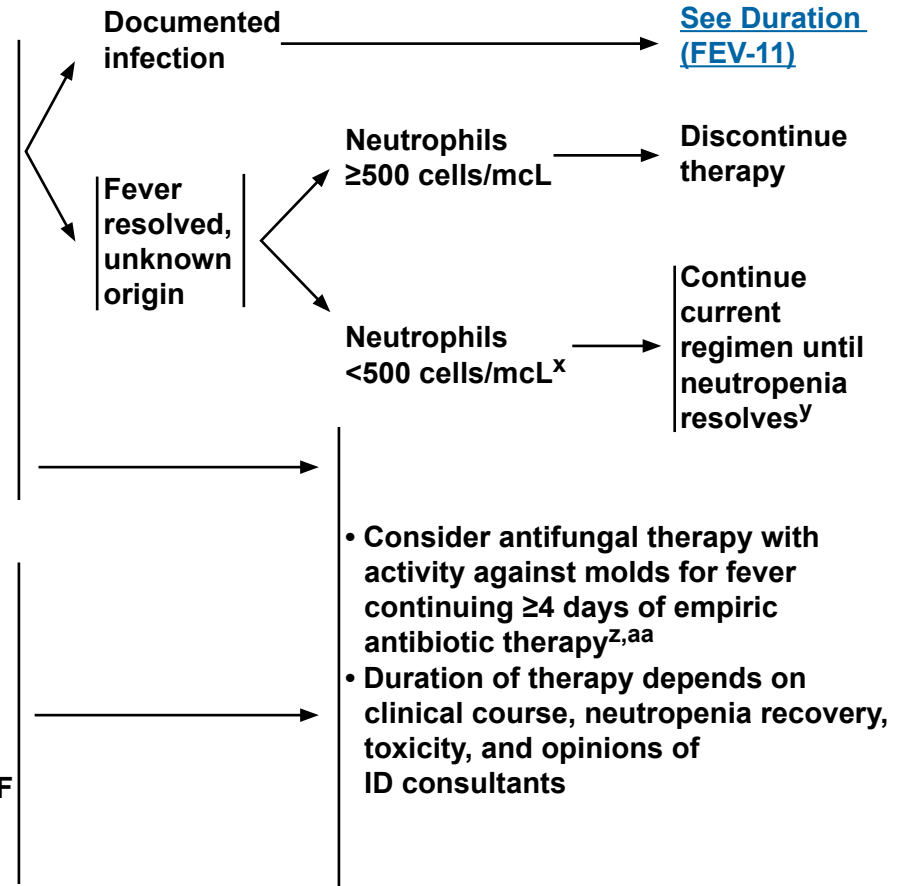 Documented
infection
See Duration
(FEV-11)
Neutrophils
≥500 cells/mcL
Discontinue
therapy
Fever
resolved,
unknown
origin
Neutrophils
<500 cells/mcLx
Continue
current
regimen until
neutropenia
resolvesy
• Consider antifungal therapy with
activity against molds for fever
continuing ≥4 days of empiric
antibiotic therapyz,aa
• Duration of therapy depends on
clinical course, neutropenia recovery,
toxicity, and opinions of
ID consultants
F